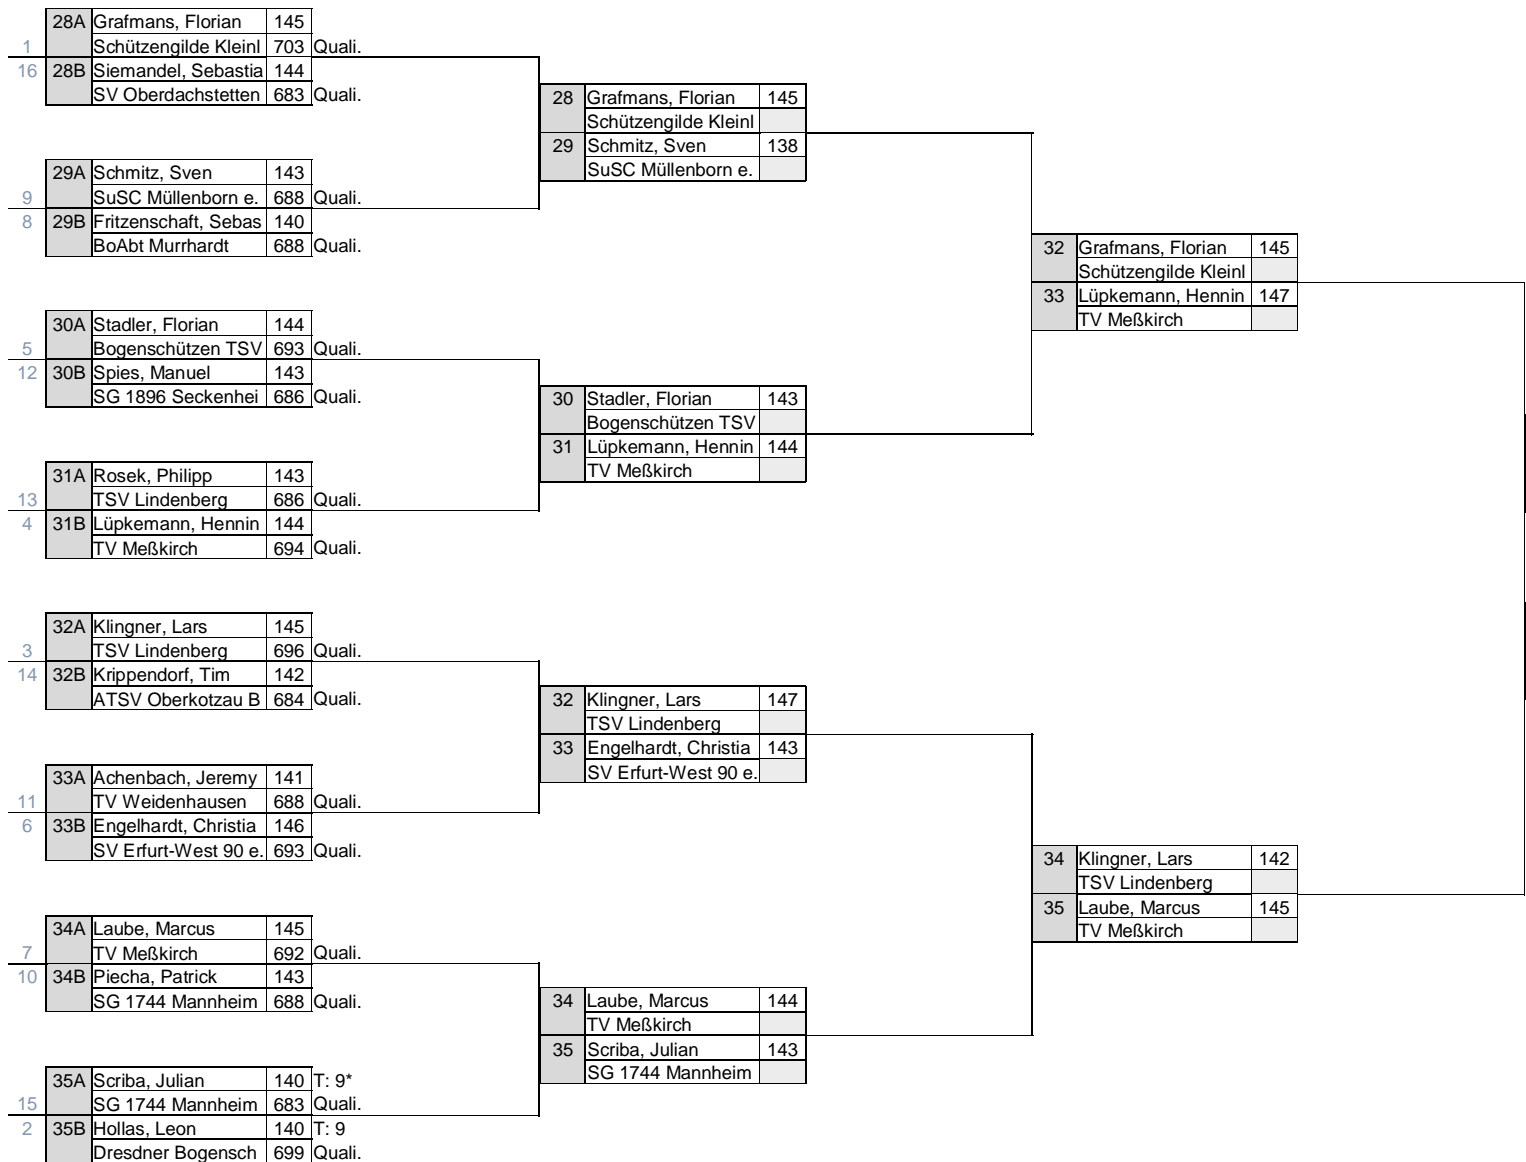 28A Grafmans, Florian 145
1 Schützengilde Kleinl 703 Quali.
16 28B Siemandel, Sebastia 144
SV Oberdachstetten 683 Quali.
29A Schmitz, Sven 143
9 SuSC Müllenborn e. 688 Quali.
8 29B Fritzenschaft, Sebas 140
BoAbt Murrhardt 688 Quali.
30A Stadler, Florian 144
5 Bogenschützen TSV 693 Quali.
12 30B Spies, Manuel 143
SG 1896 Seckenhei 686 Quali.
31A Rosek, Philipp 143
13 TSV Lindenberg 686 Quali.
4 31B Lüpkemann, Hennin 144
TV Meßkirch 694 Quali.
32A Klingner, Lars 145
3 TSV Lindenberg 696 Quali.
14 32B Krippendorf, Tim 142
ATSV Oberkotzau B 684 Quali.
33A Achenbach, Jeremy 141
11 TV Weidenhausen 688 Quali.
6 33B Engelhardt, Christia 146
SV Erfurt-West 90 e. 693 Quali.
34A Laube, Marcus 145
7 TV Meßkirch 692 Quali.
10 34B Piecha, Patrick 143
SG 1744 Mannheim 688 Quali.
35A Scriba, Julian 140 T: 9*
15 SG 1744 Mannheim 683 Quali.
2 35B Hollas, Leon 140 T: 9
Dresdner Bogensch 699 Quali.
28 Grafmans, Florian 145
Schützengilde Kleinl
29 Schmitz, Sven 138
SuSC Müllenborn e.
30 Stadler, Florian 143
Bogenschützen TSV
31 Lüpkemann, Hennin 144
TV Meßkirch
32 Klingner, Lars 147
TSV Lindenberg
33 Engelhardt, Christia 143
SV Erfurt-West 90 e.
34 Laube, Marcus 144
TV Meßkirch
35 Scriba, Julian 143
SG 1744 Mannheim
32 Grafmans, Florian 145
Schützengilde Kleinl
33 Lüpkemann, Hennin 147
TV Meßkirch
34 Klingner, Lars 142
TSV Lindenberg
35 Laube, Marcus 145
TV Meßkirch